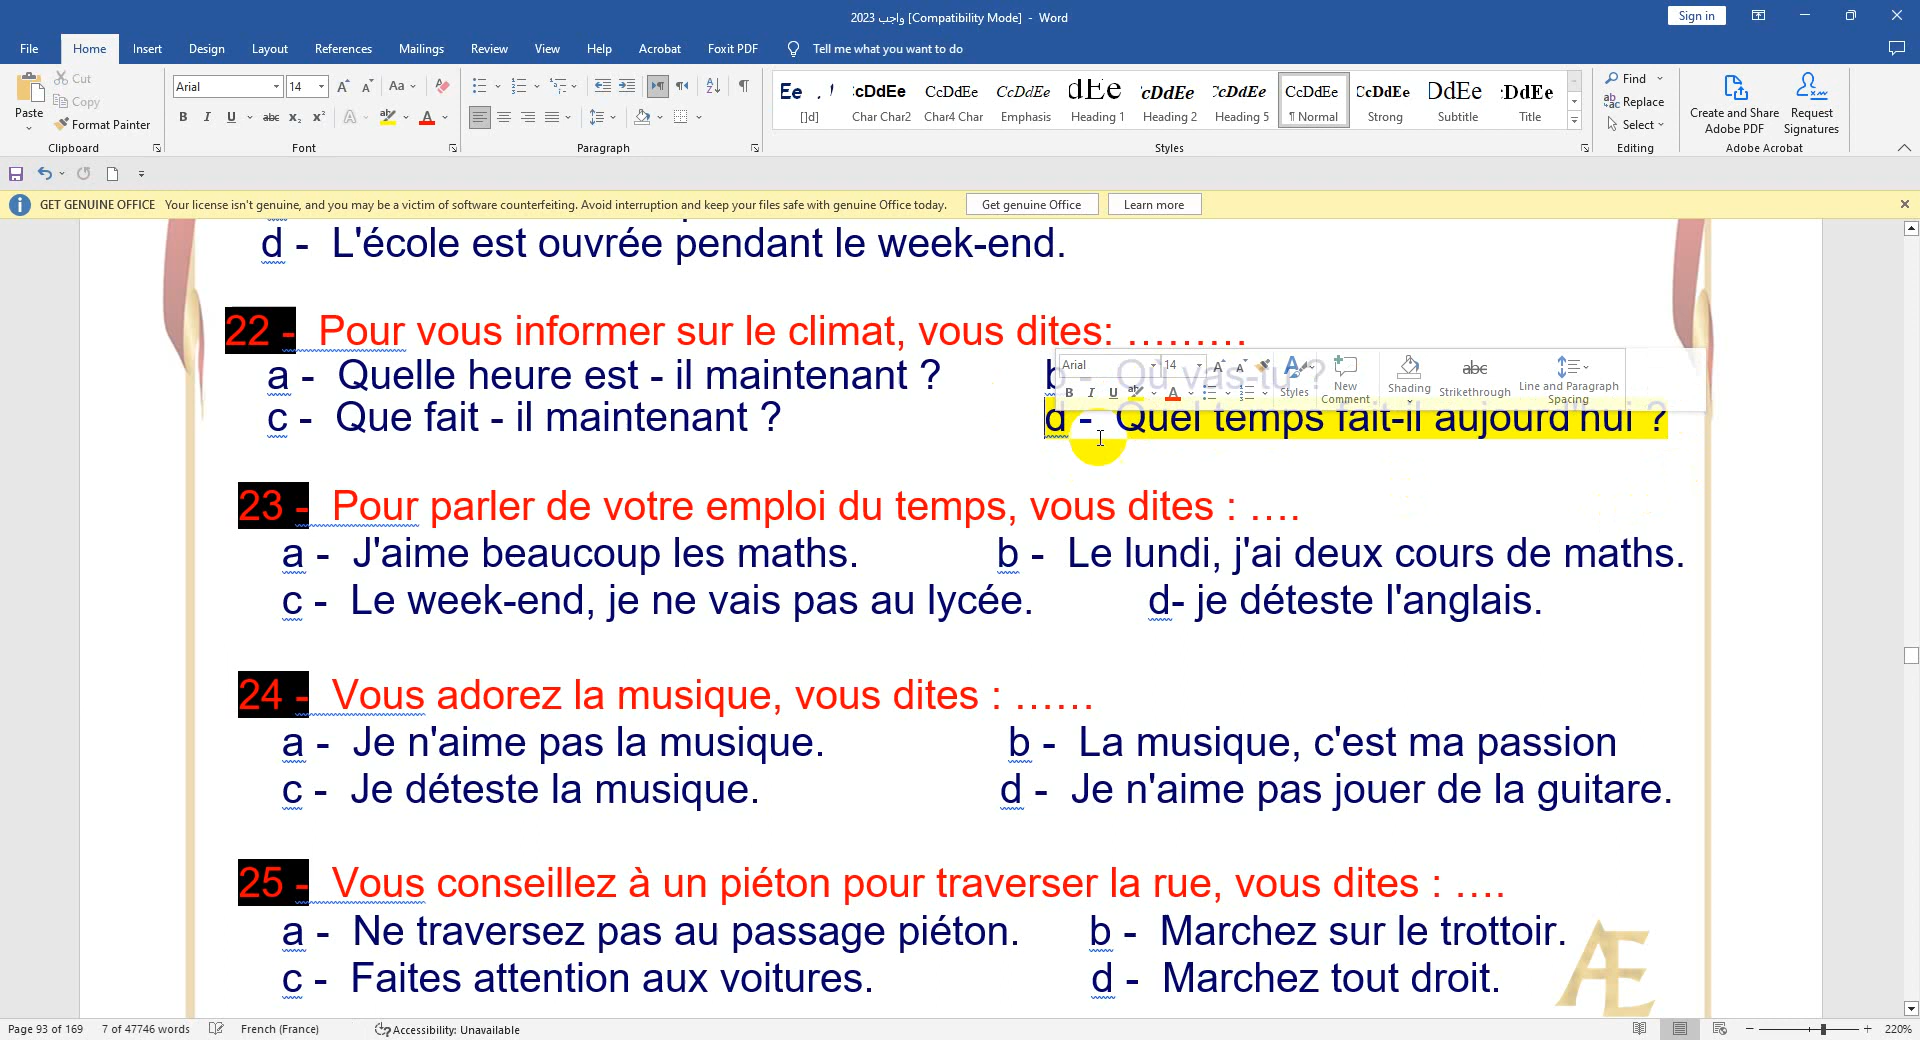 واجب 2023 [Compatibility Mode] - Word
Sign in
File Home Insert Design Layout References Mailings Review View Help Acrobat Foxit PDF Tell me what you want to do
Paste
Cut
Copy
Format Painter
Clipboard
Arial 14
Font
Paragraph
[]d] Char Char2 Char4 Char Emphasis Heading 1 Heading 2 Heading 5 ¶ Normal Strong Subtitle Title
Styles
Find
Replace
Select
Editing
Create and Share Adobe PDF
Request Signatures
Adobe Acrobat
GET GENUINE OFFICE Your license isn't genuine, and you may be a victim of software counterfeiting. Avoid interruption and keep your files safe with genuine Office today. Get genuine Office Learn more
d - L'école est ouvrée pendant le week-end.
22 - Pour vous informer sur le climat, vous dites: ………
a - Quelle heure est - il maintenant ? b - Où vas-tu ?
Arial 14 Styles New Comment Shading Strikethrough Line and Paragraph Spacing
c - Que fait - il maintenant ? d - Quel temps fait-il aujourd'hui ?
23 - Pour parler de votre emploi du temps, vous dites : ….
a - J'aime beaucoup les maths. b - Le lundi, j'ai deux cours de maths.
c - Le week-end, je ne vais pas au lycée. d- je déteste l'anglais.
24 - Vous adorez la musique, vous dites : ……
a - Je n'aime pas la musique. b - La musique, c'est ma passion
c - Je déteste la musique. d - Je n'aime pas jouer de la guitare.
25 - Vous conseillez à un piéton pour traverser la rue, vous dites : ….
a - Ne traversez pas au passage piéton. b - Marchez sur le trottoir.
c - Faites attention aux voitures. d - Marchez tout droit.
Æ
Page 93 of 169 7 of 47746 words French (France) Accessibility: Unavailable 220%